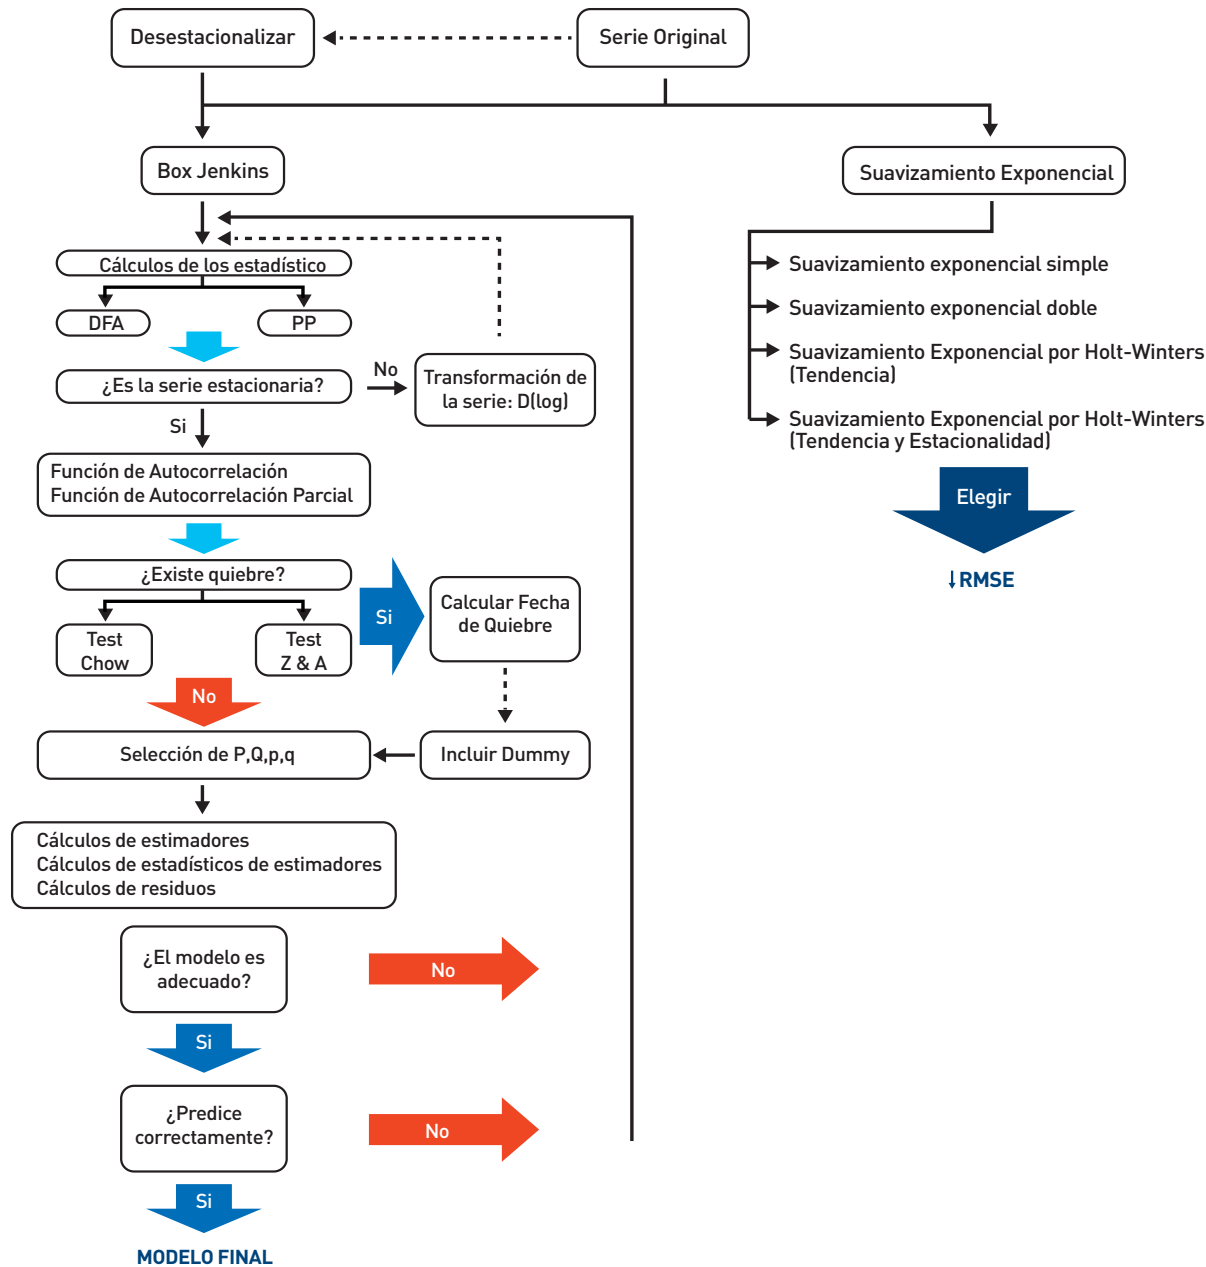 Desestacionalizar
Serie Original
Box Jenkins
Suavizamiento Exponencial
Cálculos de los estadístico
DFA
PP
¿Es la serie estacionaria?
No
Transformación de
la serie: D(log)
Si
Función de Autocorrelación
Función de Autocorrelación Parcial
¿Existe quiebre?
Test
Chow
Test
Z & A
Si
Calcular Fecha
de Quiebre
No
Selección de P,Q,p,q
Incluir Dummy
Cálculos de estimadores
Cálculos de estadísticos de estimadores
Cálculos de residuos
¿El modelo es
adecuado?
No
Si
¿Predice
correctamente?
No
Si
MODELO FINAL
Suavizamiento exponencial simple
Suavizamiento exponencial doble
Suavizamiento Exponencial por Holt-Winters
(Tendencia)
Suavizamiento Exponencial por Holt-Winters
(Tendencia y Estacionalidad)
Elegir
↓RMSE